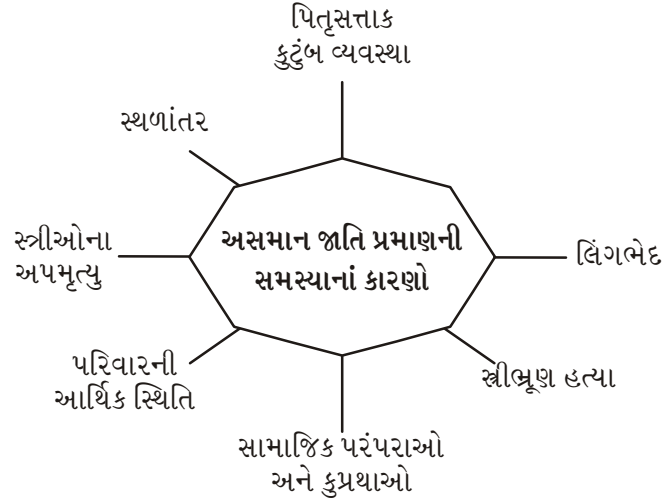 પિતૃસત્તાક
કુટુંબ વ્યવસ્થા
સ્થળાંતર
સ્ત્રીઓના
અપમૃત્યુ
અસમાન જાતિ પ્રમાણની
સમસ્યાનાં કારણો
લિંગભેદ
પરિવારની
આર્થિક સ્થિતિ
સ્ત્રીભ્રૂણ હત્યા
સામાજિક પરંપરાઓ
અને કુપ્રથાઓ